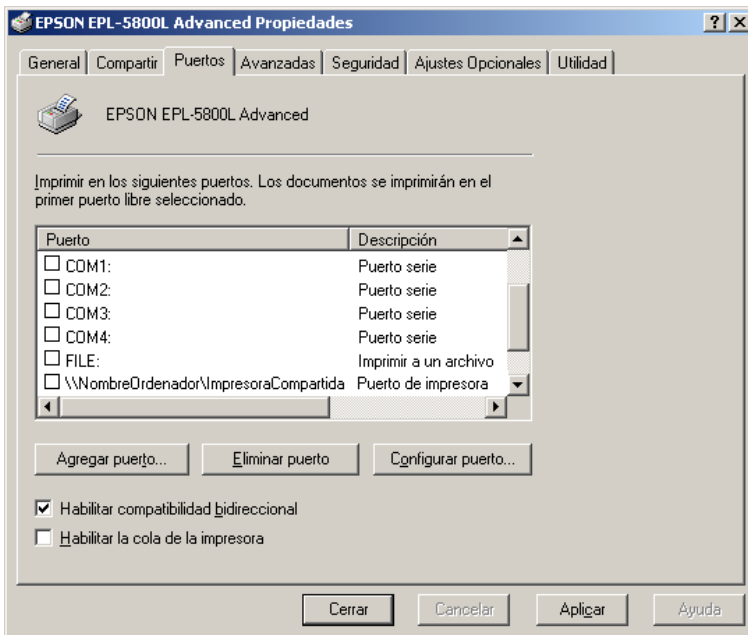 EPSON EPL-5800L Advanced Propiedades
General Compartir Puertos Avanzadas Seguridad Ajustes Opcionales Utilidad
EPSON EPL-5800L Advanced
Imprimir en los siguientes puertos. Los documentos se imprimirán en el
primer puerto libre seleccionado.
Puerto Descripción
COM1: Puerto serie
COM2: Puerto serie
COM3: Puerto serie
COM4: Puerto serie
FILE: Imprimir a un archivo
\\NombreOrdenador\ImpresoraCompartida Puerto de impresora
Agregar puerto... Eliminar puerto Configurar puerto...
Habilitar compatibilidad bidireccional
Habilitar la cola de la impresora
Cerrar Cancelar Aplicar Ayuda